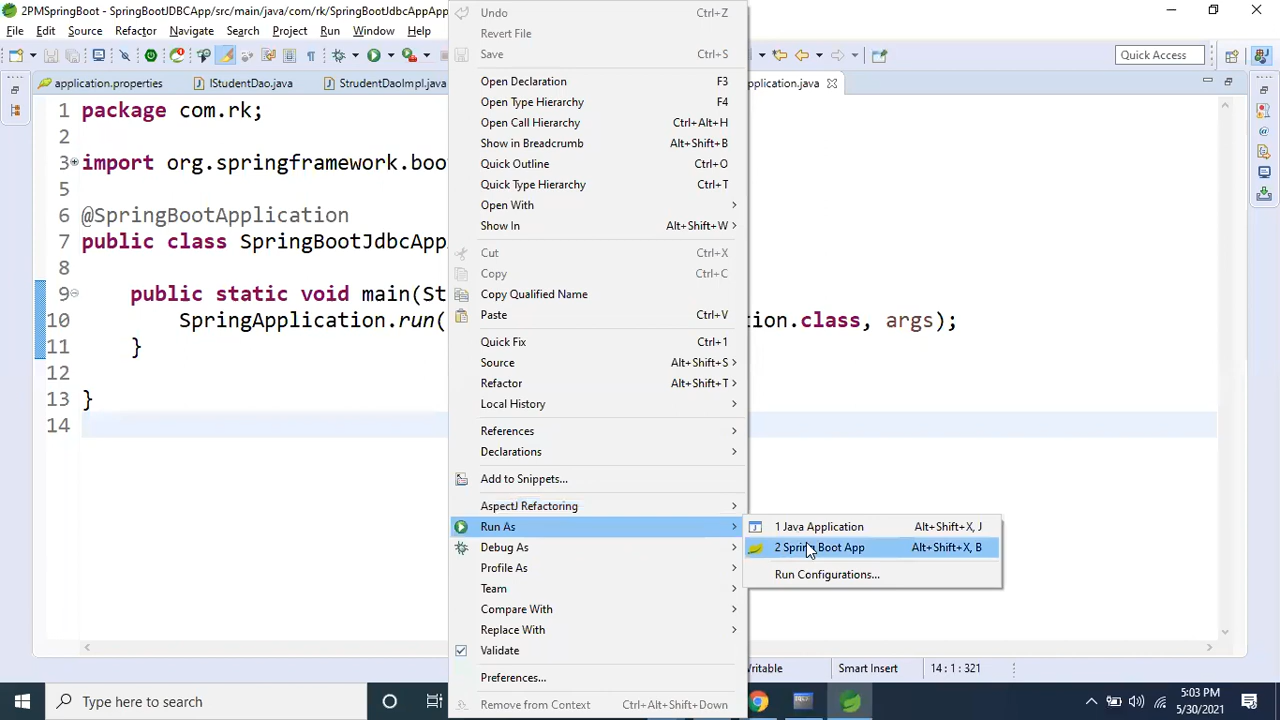 2PMSpringBoot - SpringBootJDBCApp/src/main/java/com/rk/SpringBootJdbcAppAp
File Edit Source Refactor Navigate Search Project Run Window Help
Quick Access
application.properties IStudentDao.java StrudentDaoImpl.java pplication.java
1 package com.rk;
2
3 import org.springframework.boo
5
6 @SpringBootApplication
7 public class SpringBootJdbcApp
8
9 public static void main(St
10 SpringApplication.run( tion.class, args);
11 }
12
13 }
14
Undo Ctrl+Z
Revert File
Save Ctrl+S
Open Declaration F3
Open Type Hierarchy F4
Open Call Hierarchy Ctrl+Alt+H
Show in Breadcrumb Alt+Shift+B
Quick Outline Ctrl+O
Quick Type Hierarchy Ctrl+T
Open With
Show In Alt+Shift+W
Cut Ctrl+X
Copy Ctrl+C
Copy Qualified Name
Paste Ctrl+V
Quick Fix Ctrl+1
Source Alt+Shift+S
Refactor Alt+Shift+T
Local History
References
Declarations
Add to Snippets...
AspectJ Refactoring
Run As
Debug As
Profile As
Team
Compare With
Replace With
Validate
Preferences...
Remove from Context Ctrl+Alt+Shift+Down
1 Java Application Alt+Shift+X, J
2 Spring Boot App Alt+Shift+X, B
Run Configurations...
Writable Smart Insert 14 : 1 : 321
Type here to search
5:03 PM
5/30/2021